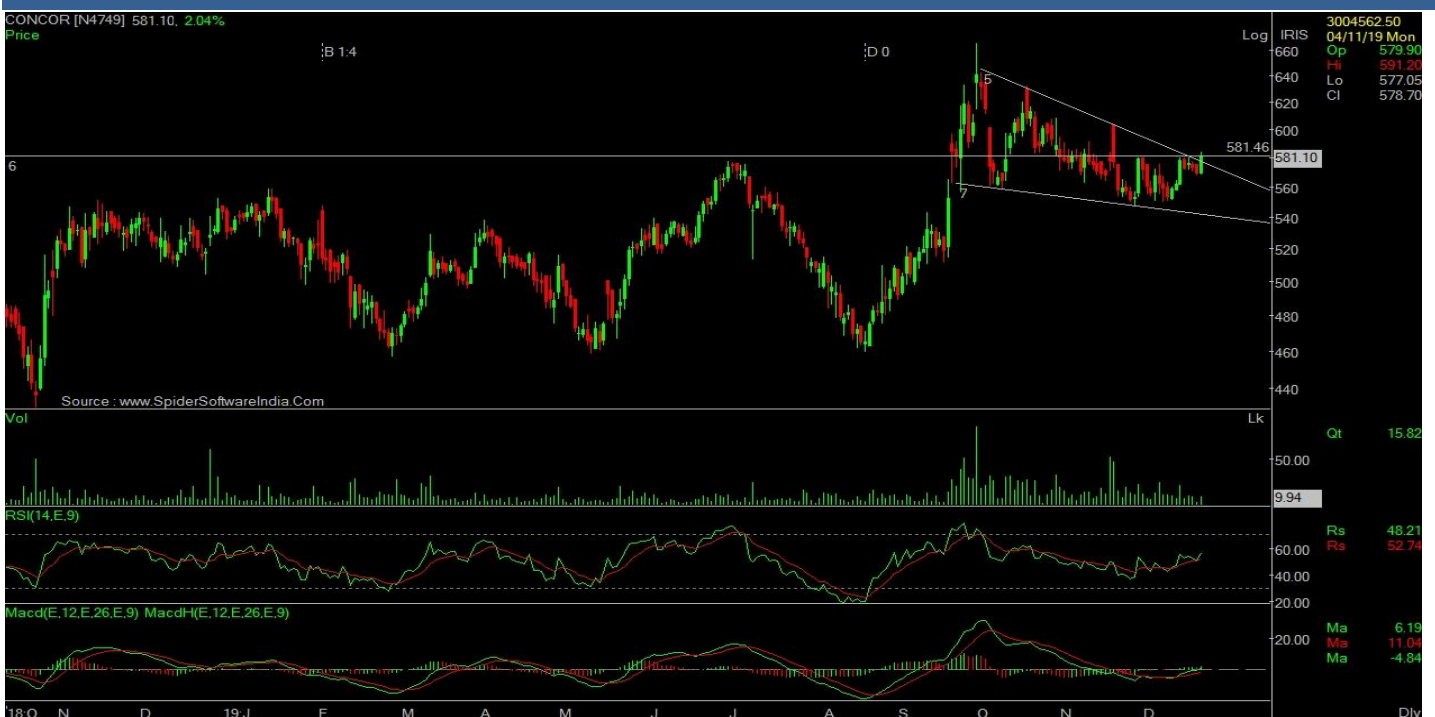 CONCOR [N4749] 581.10, 2.04%
3004562.50
Price
Log IRIS
04/11/19 Mon
B 1:4
D 0
660
Op 579.90
Hi 591.20
640
5
Lo 577.05
620
Cl 578.70
600
581.46
581.10
6
560
7
540
520
500
480
460
440
Source : www.SpiderSoftwareIndia.Com
Vol
Lk
Qt 15.82
50.00
9.94
RSI(14,E,9)
Rs 48.21
60.00
Rs 52.74
40.00
20.00
Macd(E,12,E,26,E,9) MacdH(E,12,E,26,E,9)
Ma 6.19
20.00
Ma 11.04
Ma -4.84
'18:O N D 19:J F M A M J J A S O N D Dly